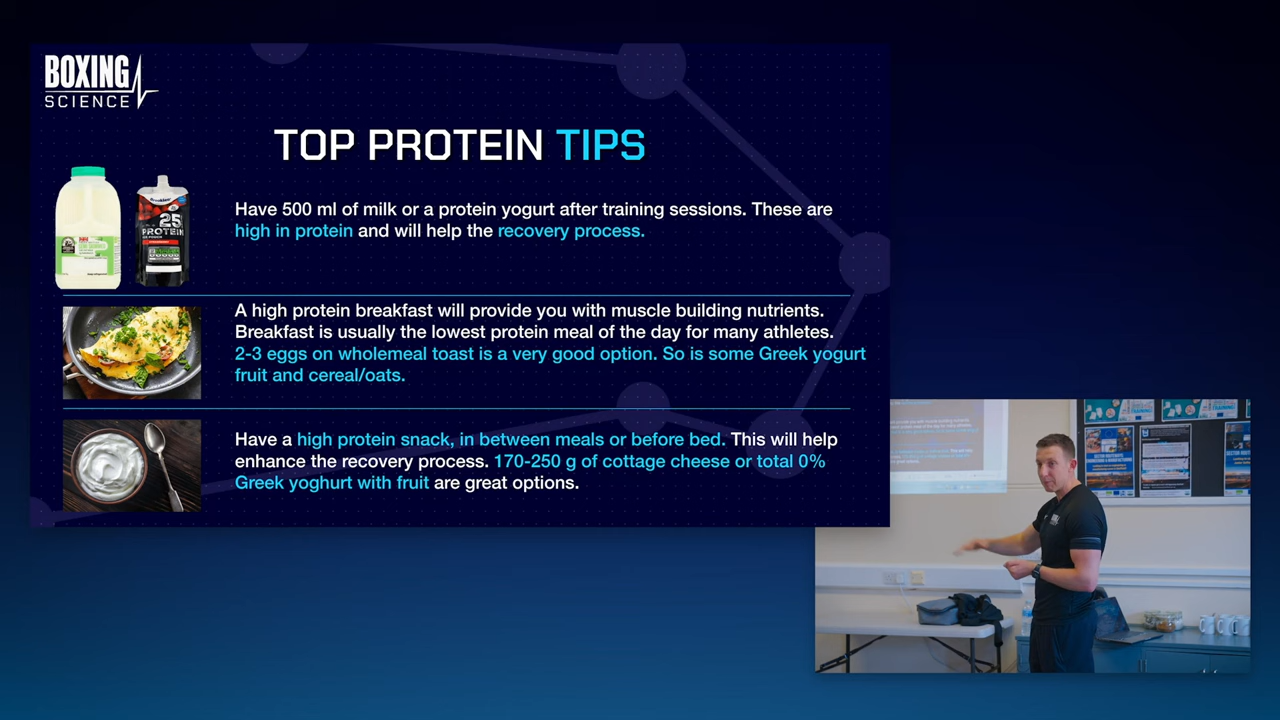 BOXING
SCIENCE
TOP PROTEIN TIPS
Have 500 ml of milk or a protein yogurt after training sessions. These are
high in protein and will help the recovery process.
25
PROTEIN
A high protein breakfast will provide you with muscle building nutrients.
Breakfast is usually the lowest protein meal of the day for many athletes.
2-3 eggs on wholemeal toast is a very good option. So is some Greek yogurt
fruit and cereal/oats.
Have a high protein snack, in between meals or before bed. This will help
enhance the recovery process. 170-250 g of cottage cheese or total 0%
Greek yoghurt with fruit are great options.